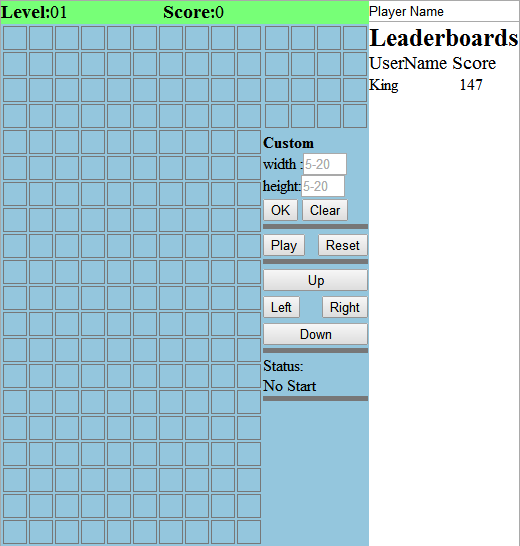 Level:01 Score:0
Player Name
Leaderboards
UserName Score
King 147
Custom
width :5-20
height:5-20
OK Clear
Play Reset
Up
Left Right
Down
Status:
No Start